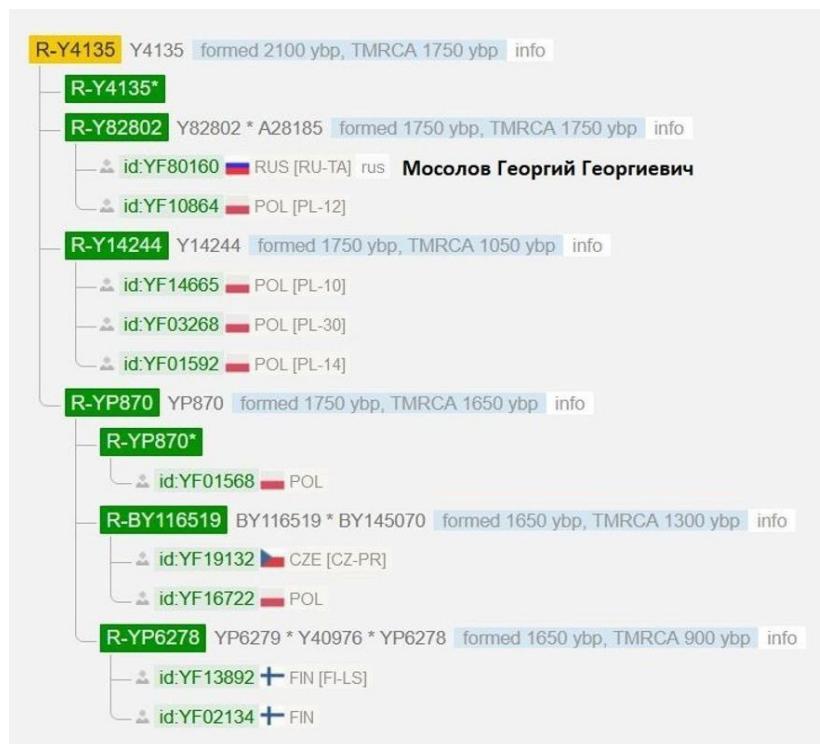 R-Y4135 Y4135 formed 2100 ybp, TMRCA 1750 ybp info
R-Y4135*
R-Y82802 Y82802 * A28185 formed 1750 ybp, TMRCA 1750 ybp info
id:YF80160 RUS [RU-TA] rus Мосолов Георгий Георгиевич
id:YF10864 POL [PL-12]
R-Y14244 Y14244 formed 1750 ybp, TMRCA 1050 ybp info
id:YF14665 POL [PL-10]
id:YF03268 POL [PL-30]
id:YF01592 POL [PL-14]
R-YP870 YP870 formed 1750 ybp, TMRCA 1650 ybp info
R-YP870*
id:YF01568 POL
R-BY116519 BY116519 * BY145070 formed 1650 ybp, TMRCA 1300 ybp info
id:YF19132 CZE [CZ-PR]
id:YF16722 POL
R-YP6278 YP6279 * Y40976 * YP6278 formed 1650 ybp, TMRCA 900 ybp info
id:YF13892 FIN [FI-LS]
id:YF02134 FIN